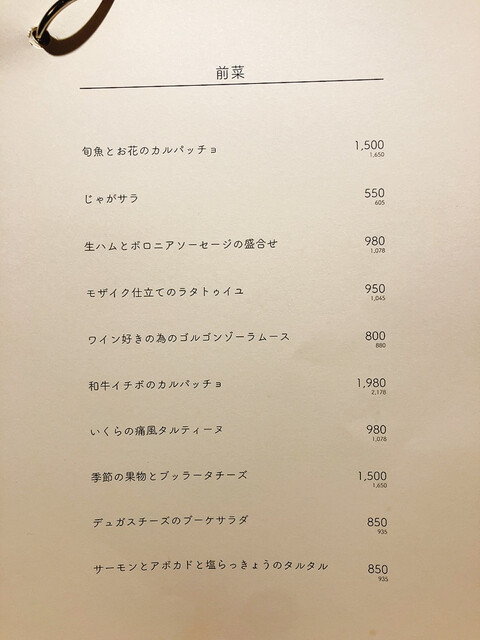 前菜
旬魚とお花のカルパッチョ 1,500
1,650
じゃがサラ 550
605
生ハムとボロニアソーセージの盛合せ 980
1,078
モザイク仕立てのラタトゥイユ 950
1,045
ワイン好きの為のゴルゴンゾーラムース 800
880
和牛イチボのカルパッチョ 1,980
2,178
いくらの痛風タルティーヌ 980
1,078
季節の果物とブッラータチーズ 1,500
1,650
デュガスチーズのブーケサラダ 850
935
サーモンとアボカドと塩らっきょうのタルタル 850
935